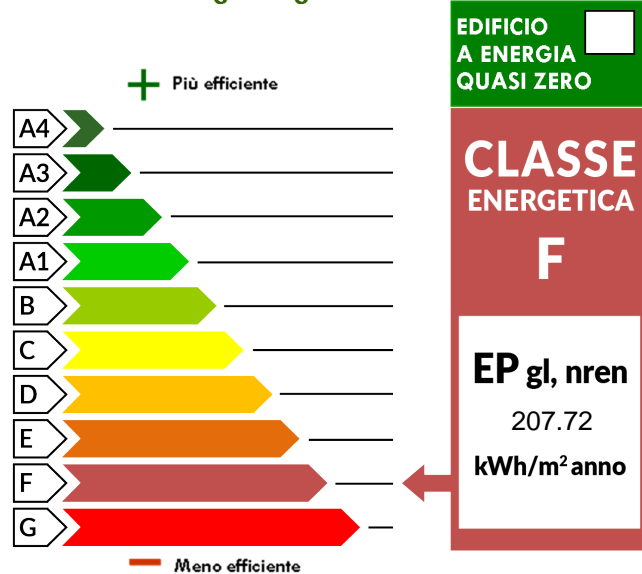 EDIFICIO
A ENERGIA
QUASI ZERO
Più efficiente
A4
A3
A2
A1
B
C
D
E
F
G
Meno efficiente
CLASSE
ENERGETICA
F
EP gl, nren
207.72
kWh/m² anno